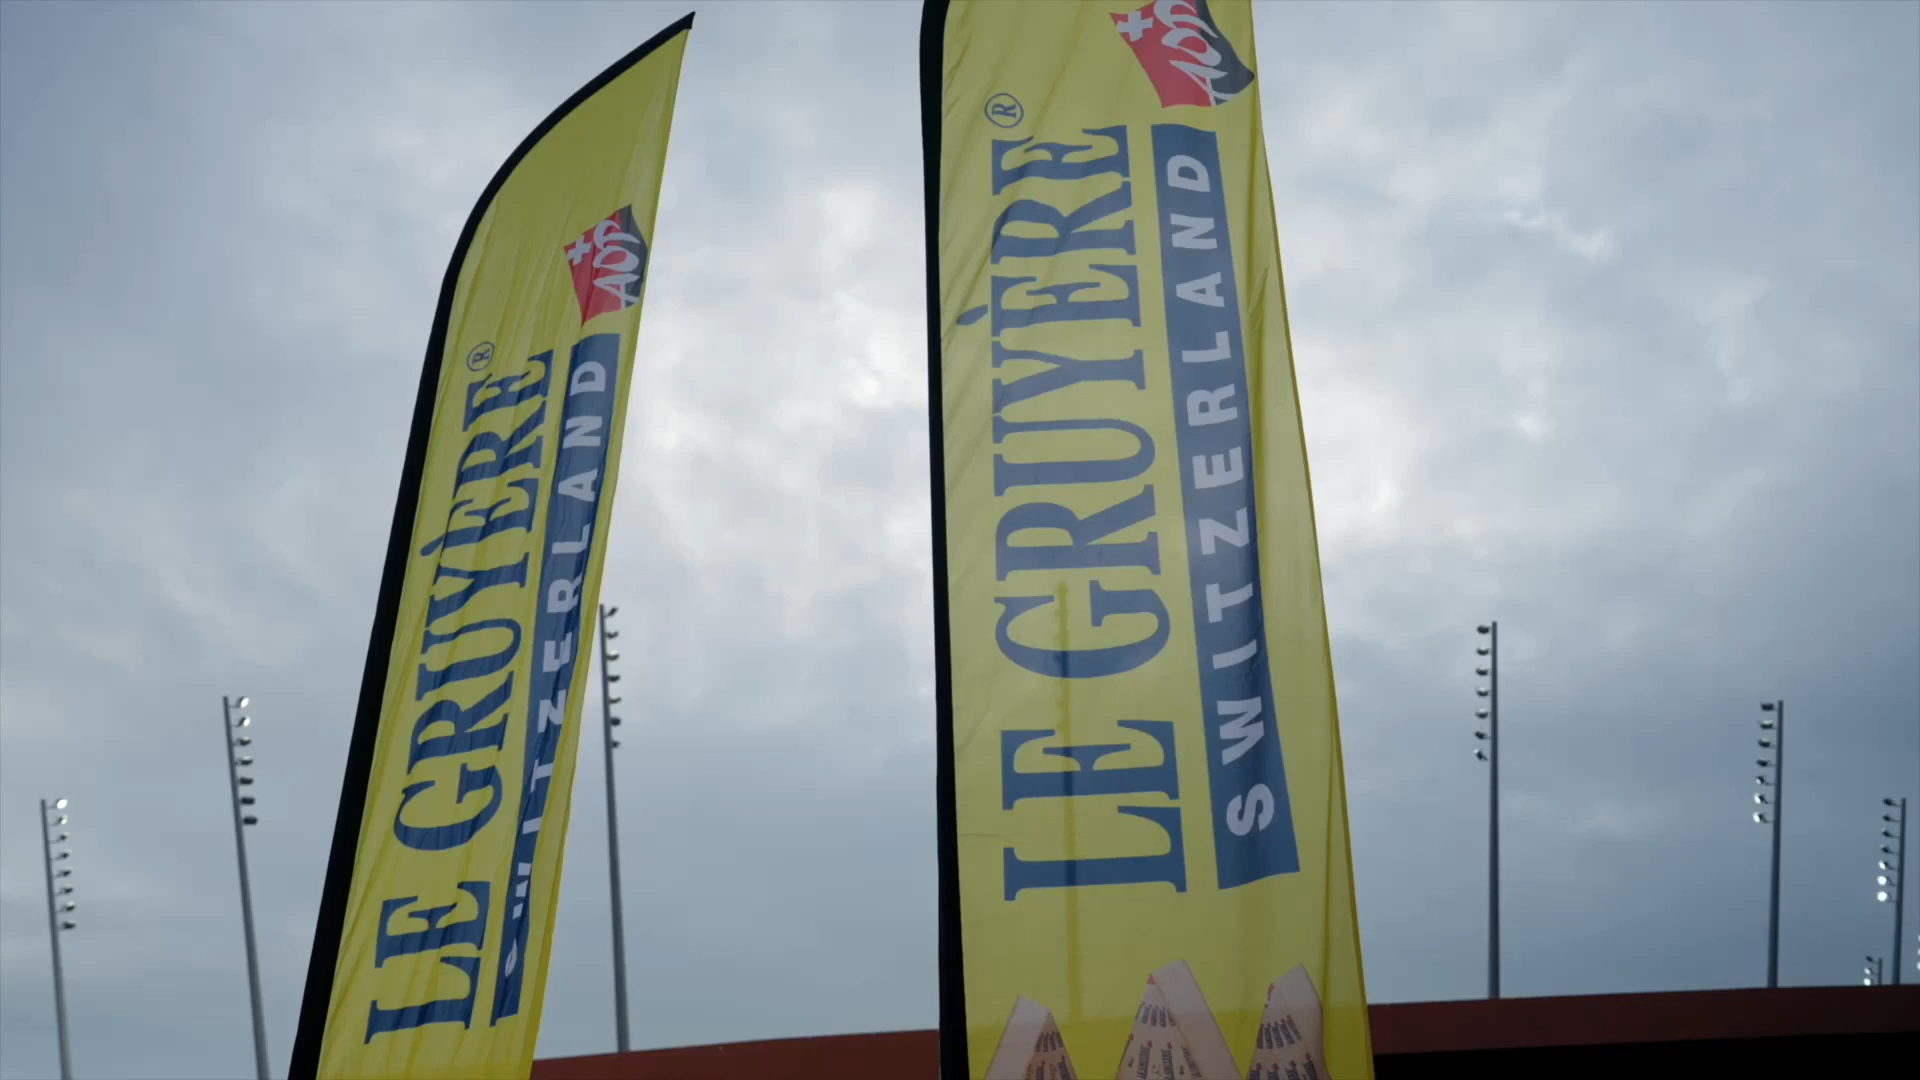 LE GRUYÈRE®
SWITZERLAND
AOP
LE GRUYÈRE®
SWITZERLAND
AOP